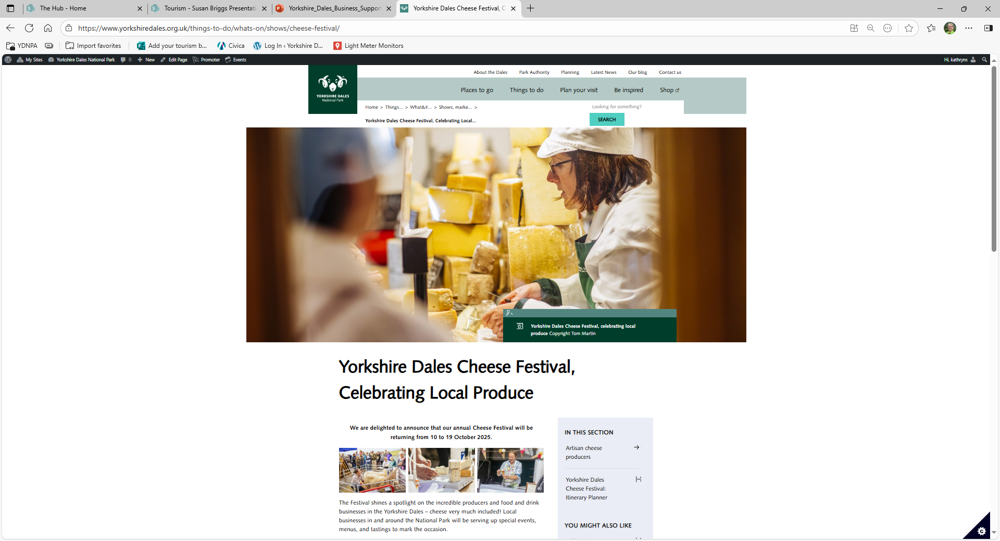 The Hub - Home
Tourism - Susan Briggs Presentati
Yorkshire_Dales_Business_Support
Yorkshire Dales Cheese Festival, C
https://www.yorkshiredales.org.uk/things-to-do/whats-on/shows/cheese-festival/
YDNPA
Import favorites
Add your tourism b...
Civica
Log In ‹ Yorkshire D...
Light Meter Monitors
My Sites
Yorkshire Dales National Park
0
New
Edit Page
Promoter
Events
Hi, kathryns
YORKSHIRE DALES
National Park
About the Dales
Park Authority
Planning
Latest News
Our blog
Contact us
Places to go
Things to do
Plan your visit
Be inspired
Shop
Home > Things... > What&#... > Shows, marke... >
Yorkshire Dales Cheese Festival, Celebrating Local...
Looking for something?
SEARCH
Yorkshire Dales Cheese Festival, celebrating local
produce Copyright Tom Martin
Yorkshire Dales Cheese Festival,
Celebrating Local Produce
We are delighted to announce that our annual Cheese Festival will be
returning from 10 to 19 October 2025.
The Festival shines a spotlight on the incredible producers and food and drink
businesses in the Yorkshire Dales – cheese very much included! Local
businesses in and around the National Park will be serving up special events,
menus, and tastings to mark the occasion.
IN THIS SECTION
Artisan cheese
producers
Yorkshire Dales
Cheese Festival:
Itinerary Planner
YOU MIGHT ALSO LIKE